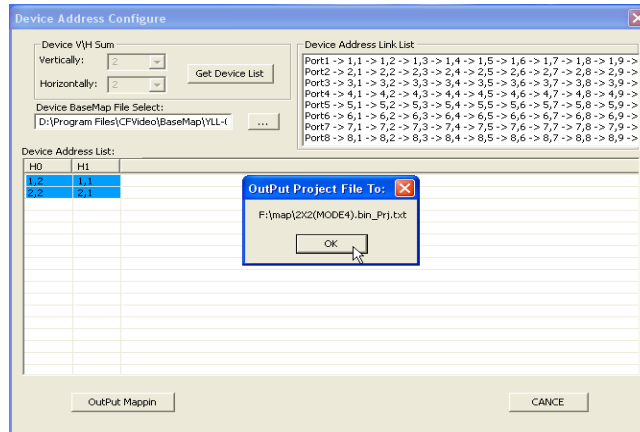 Device Address Configure
Device V\H Sum
Vertically: 2
Horizontally: 2
Get Device List
Device BaseMap File Select:
D:\Program Files\CFVideo\BaseMap\YLL-(
...
Device Address Link List
Port1 -> 1,1 -> 1,2 -> 1,3 -> 1,4 -> 1,5 -> 1,6 -> 1,7 -> 1,8 -> 1,9 ->
Port2 -> 2,1 -> 2,2 -> 2,3 -> 2,4 -> 2,5 -> 2,6 -> 2,7 -> 2,8 -> 2,9 ->
Port3 -> 3,1 -> 3,2 -> 3,3 -> 3,4 -> 3,5 -> 3,6 -> 3,7 -> 3,8 -> 3,9 ->
Port4 -> 4,1 -> 4,2 -> 4,3 -> 4,4 -> 4,5 -> 4,6 -> 4,7 -> 4,8 -> 4,9 ->
Port5 -> 5,1 -> 5,2 -> 5,3 -> 5,4 -> 5,5 -> 5,6 -> 5,7 -> 5,8 -> 5,9 ->
Port6 -> 6,1 -> 6,2 -> 6,3 -> 6,4 -> 6,5 -> 6,6 -> 6,7 -> 6,8 -> 6,9 ->
Port7 -> 7,1 -> 7,2 -> 7,3 -> 7,4 -> 7,5 -> 7,6 -> 7,7 -> 7,8 -> 7,9 ->
Port8 -> 8,1 -> 8,2 -> 8,3 -> 8,4 -> 8,5 -> 8,6 -> 8,7 -> 8,8 -> 8,9 ->
Device Address List:
H0 H1
1,2 1,1
2,2 2,1
OutPut Project File To:
F:\map\2X2(MODE4).bin_Prj.txt
OK
OutPut Mappin
CANCE